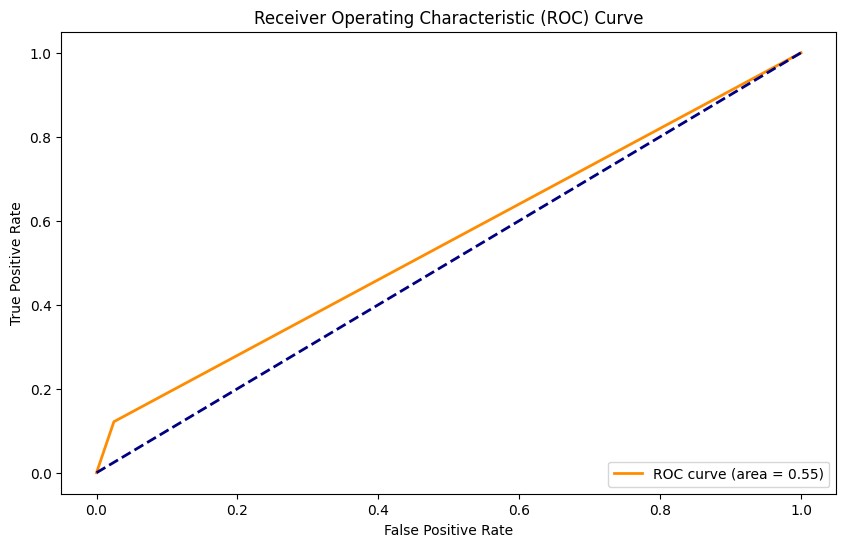 Receiver Operating Characteristic (ROC) Curve
1.0
0.8
0.6
0.4
0.2
0.0
True Positive Rate
ROC curve (area = 0.55)
0.0 0.2 0.4 0.6 0.8 1.0
False Positive Rate